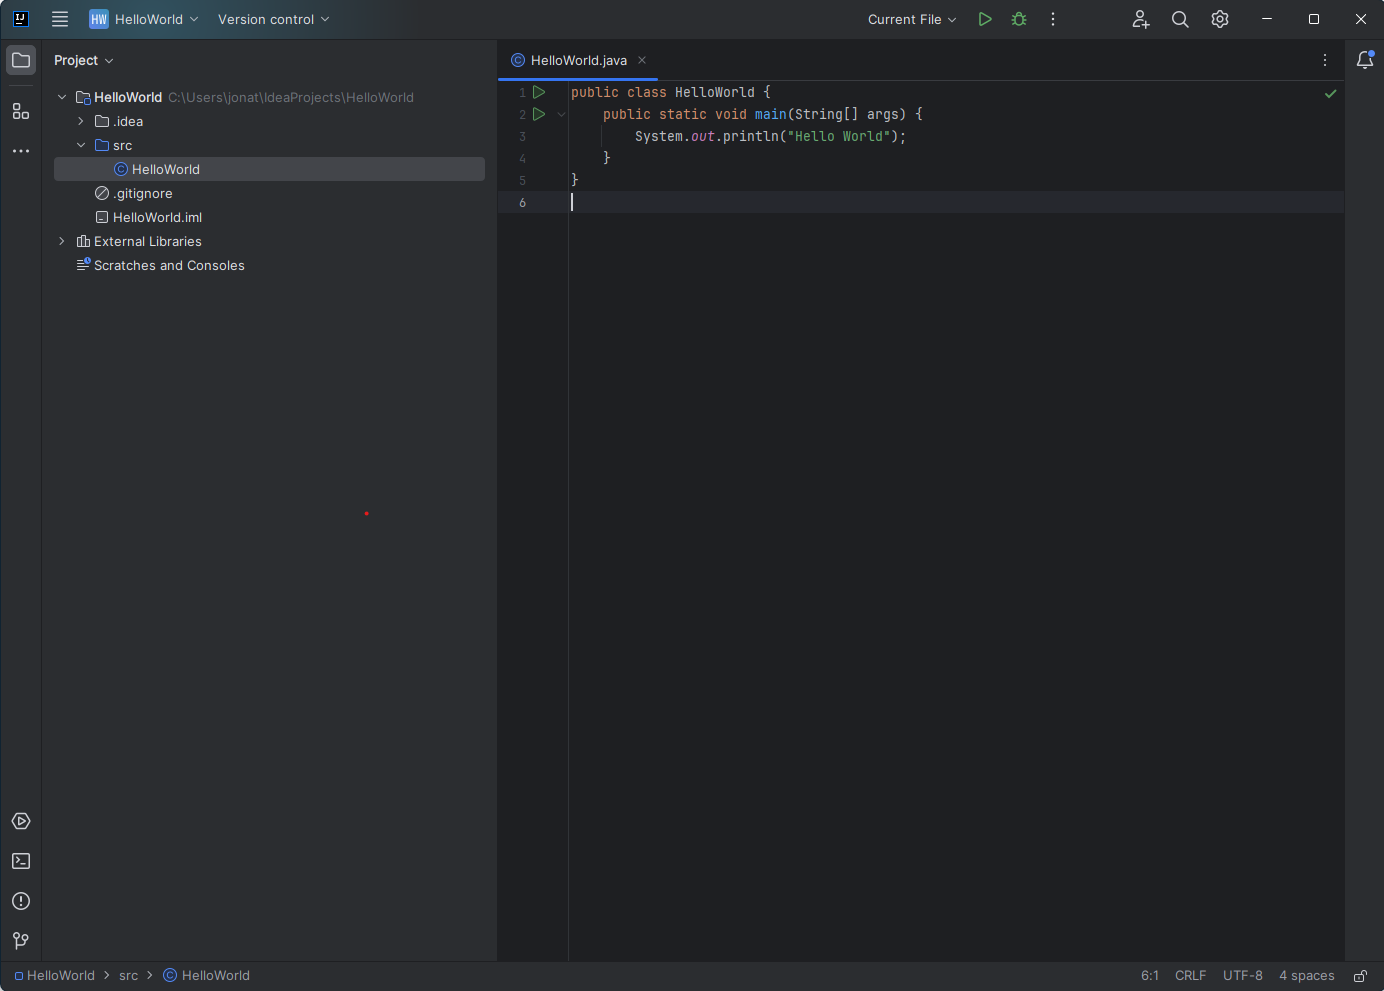 IJ HW HelloWorld Version control Current File
Project
HelloWorld C:\Users\jonat\IdeaProjects\HelloWorld
.idea
src
HelloWorld
.gitignore
HelloWorld.iml
External Libraries
Scratches and Consoles
HelloWorld.java
1 public class HelloWorld {
2     public static void main(String[] args) {
3         System.out.println("Hello World");
4     }
5 }
6
HelloWorld > src > HelloWorld
6:1 CRLF UTF-8 4 spaces